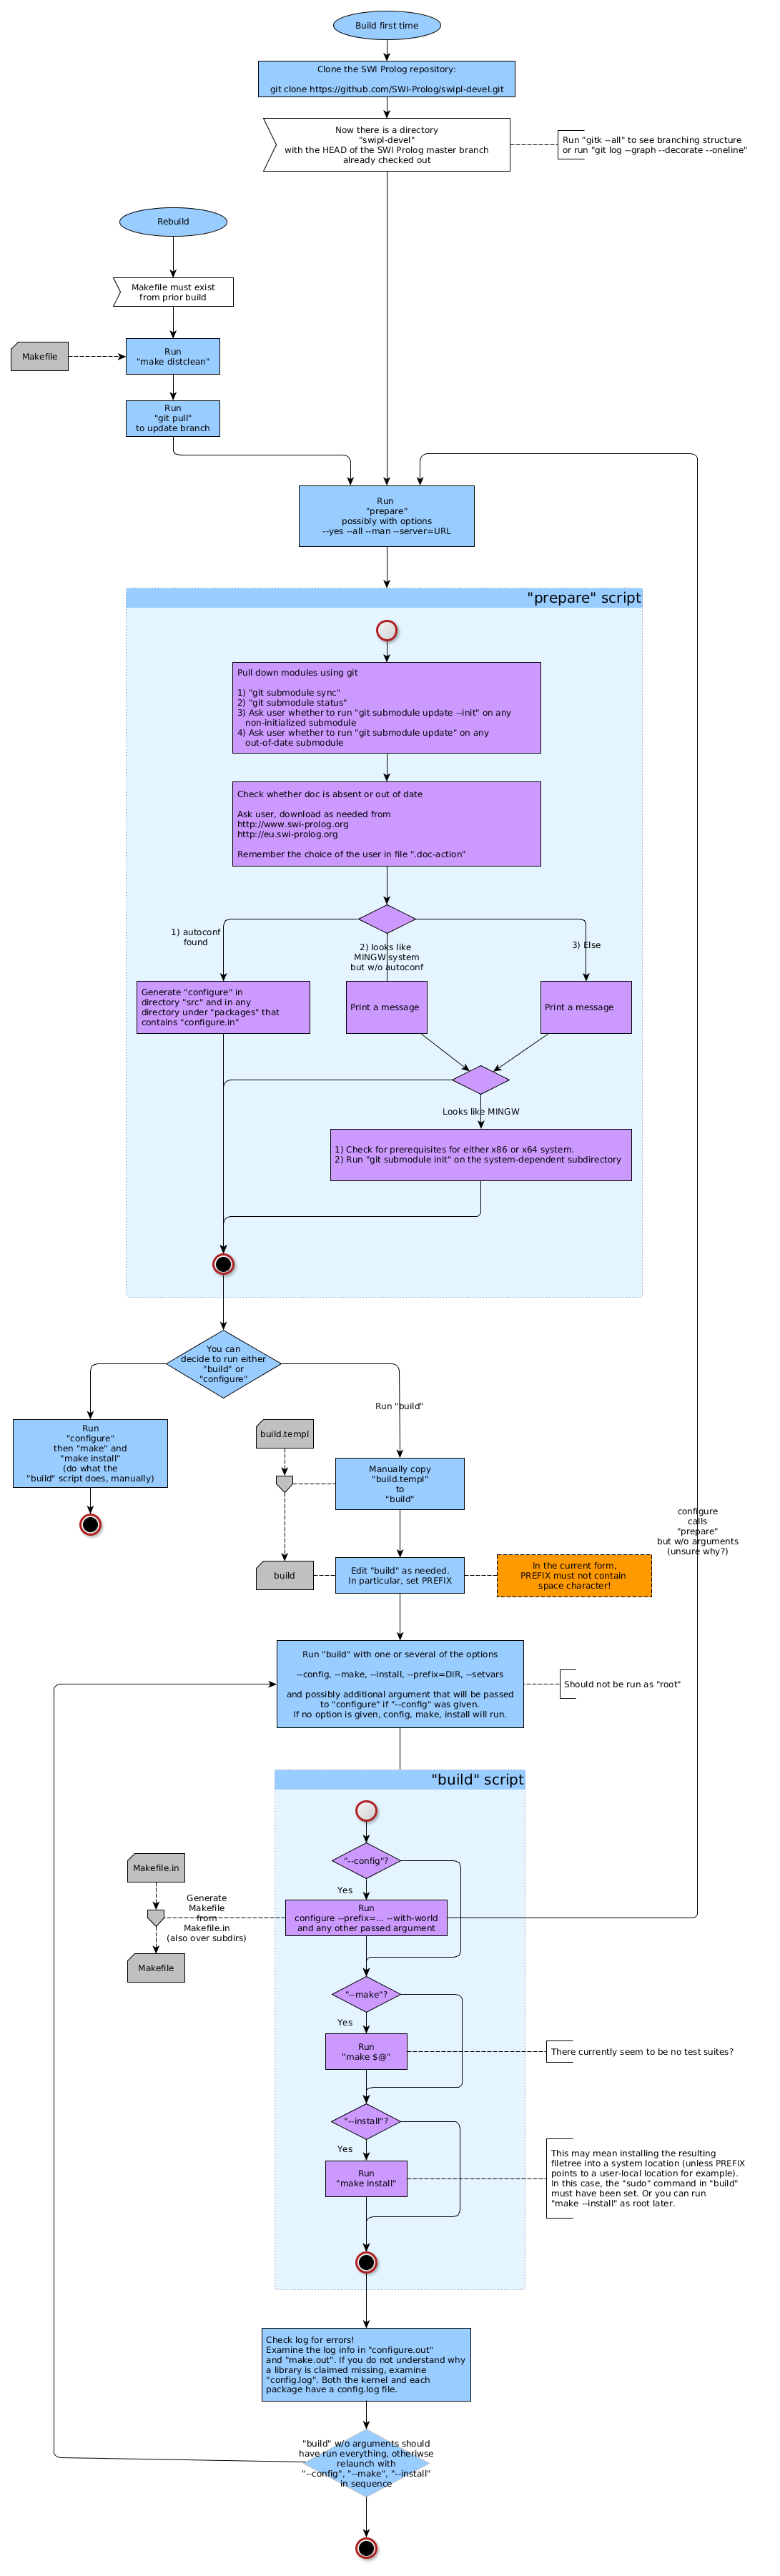 Build first time
Clone the SWI Prolog repository:
git clone https://github.com/SWI-Prolog/swipl-devel.git
Now there is a directory
"swipl-devel"
with the HEAD of the SWI Prolog master branch
already checked out
Run "gitk --all" to see branching structure
or run "git log --graph --decorate --oneline"
Rebuild
Makefile must exist
from prior build
Makefile
Run
"make distclean"
Run
"git pull"
to update branch
Run
"prepare"
possibly with options
--yes --all --man --server=URL
"prepare" script
Pull down modules using git
1) "git submodule sync"
2) "git submodule status"
3) Ask user whether to run "git submodule update --init" on any
non-initialized submodule
4) Ask user whether to run "git submodule update" on any
out-of-date submodule
Check whether doc is absent or out of date
Ask user, download as needed from
http://www.swi-prolog.org
http://eu.swi-prolog.org
Remember the choice of the user in file ".doc-action"
1) autoconf
found
2) looks like
MINGW system
but w/o autoconf
3) Else
Generate "configure" in
directory "src" and in any
directory under "packages" that
contains "configure.in"
Print a message
Print a message
Looks like MINGW
1) Check for prerequisites for either x86 or x64 system.
2) Run "git submodule init" on the system-dependent subdirectory
You can
decide to run either
"build" or
"configure"
Run "build"
Run
"configure"
then "make" and
"make install"
(do what the
"build" script does, manually)
build.templ
Manually copy
"build.templ"
to
"build"
configure
calls
"prepare"
but w/o arguments
(unsure why?)
build
Edit "build" as needed.
In particular, set PREFIX
In the current form,
PREFIX must not contain
space character!
Run "build" with one or several of the options
--config, --make, --install, --prefix=DIR, --setvars
and possibly additional argument that will be passed
to "configure" if "--config" was given.
If no option is given, config, make, install will run.
Should not be run as "root"
"build" script
"--config"?
Yes
Makefile.in
Generate
Makefile
from
Makefile.in
(also over subdirs)
Makefile
Run
configure --prefix=... --with-world
and any other passed argument
"--make"?
Yes
Run
"make $@"
There currently seem to be no test suites?
"--install"?
Yes
Run
"make install"
This may mean installing the resulting
filetree into a system location (unless PREFIX
points to a user-local location for example).
In this case, the "sudo" command in "build"
must have been set. Or you can run
"make --install" as root later.
Check log for errors!
Examine the log info in "configure.out"
and "make.out". If you do not understand why
a library is claimed missing, examine
"config.log". Both the kernel and each
package have a config.log file.
"build" w/o arguments should
have run everything, otheriwse
relaunch with
"--config", "--make", "--install"
in sequence